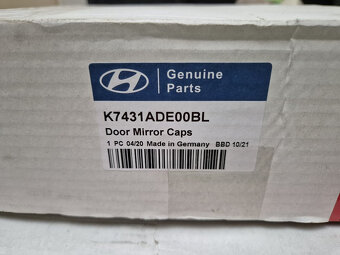 Genuine
Parts
K7431ADE00BL
Door Mirror Caps
1 PC 04/20 Made in Germany BBD 10/21